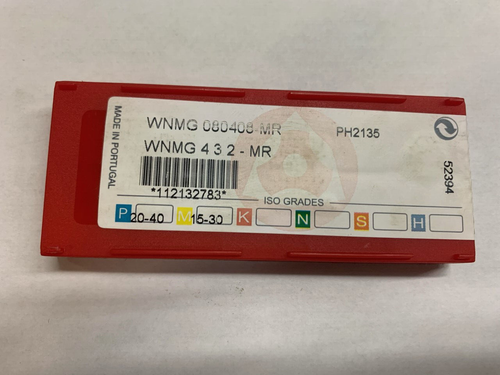 WNMG 080408-MR
PH2135
WNMG 4 3 2 - MR
*112132783*
MADE IN PORTUGAL
52394
ISO GRADES
P 20-40 M 15-30 K N S H